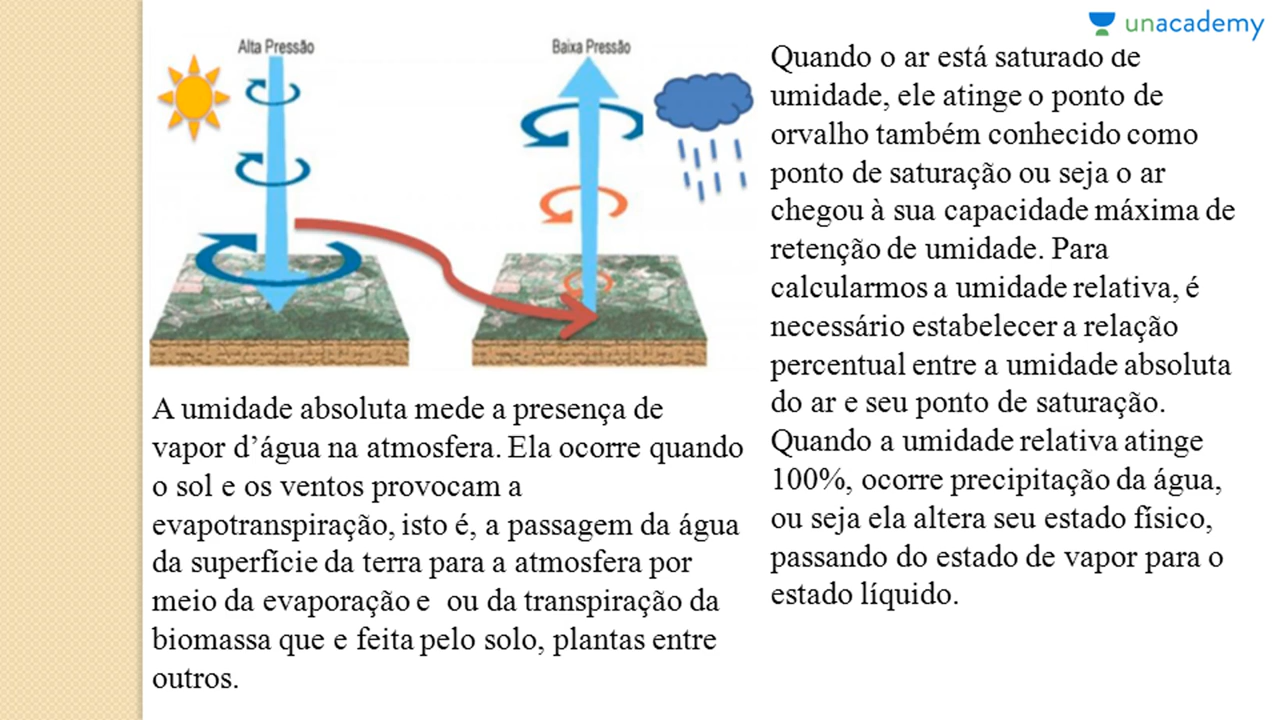 unacademy
Alta Pressão
Baixa Pressão
A umidade absoluta mede a presença de
vapor d’água na atmosfera. Ela ocorre quando
o sol e os ventos provocam a
evapotranspiração, isto é, a passagem da água
da superfície da terra para a atmosfera por
meio da evaporação e ou da transpiração da
biomassa que e feita pelo solo, plantas entre
outros.
Quando o ar está saturado de
umidade, ele atinge o ponto de
orvalho também conhecido como
ponto de saturação ou seja o ar
chegou à sua capacidade máxima de
retenção de umidade. Para
calcularmos a umidade relativa, é
necessário estabelecer a relação
percentual entre a umidade absoluta
do ar e seu ponto de saturação.
Quando a umidade relativa atinge
100%, ocorre precipitação da água,
ou seja ela altera seu estado físico,
passando do estado de vapor para o
estado líquido.